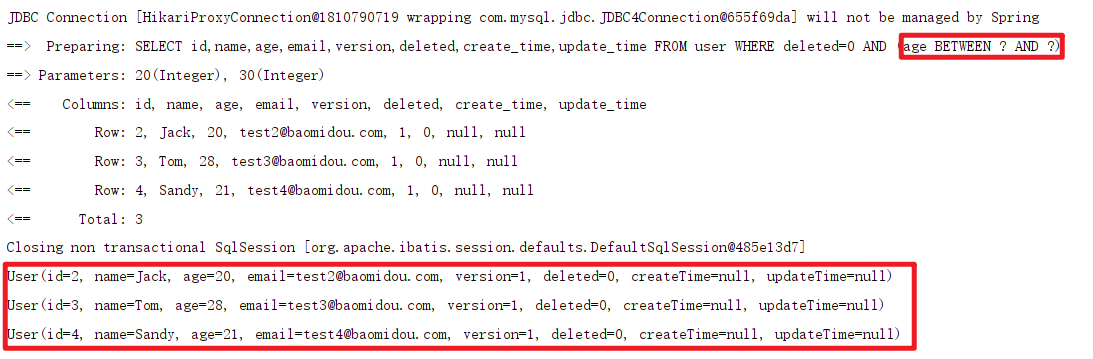 JDBC Connection [HikariProxyConnection@1810790719 wrapping com.mysql.jdbc.JDBC4Connection@655f69da] will not be managed by Spring
==>  Preparing: SELECT id,name,age,email,version,deleted,create_time,update_time FROM user WHERE deleted=0 AND (age BETWEEN ? AND ?)
==> Parameters: 20(Integer), 30(Integer)
<==    Columns: id, name, age, email, version, deleted, create_time, update_time
<==        Row: 2, Jack, 20, test2@baomidou.com, 1, 0, null, null
<==        Row: 3, Tom, 28, test3@baomidou.com, 1, 0, null, null
<==        Row: 4, Sandy, 21, test4@baomidou.com, 1, 0, null, null
<==      Total: 3
Closing non transactional SqlSession [org.apache.ibatis.session.defaults.DefaultSqlSession@485e13d7]
User(id=2, name=Jack, age=20, email=test2@baomidou.com, version=1, deleted=0, createTime=null, updateTime=null)
User(id=3, name=Tom, age=28, email=test3@baomidou.com, version=1, deleted=0, createTime=null, updateTime=null)
User(id=4, name=Sandy, age=21, email=test4@baomidou.com, version=1, deleted=0, createTime=null, updateTime=null)